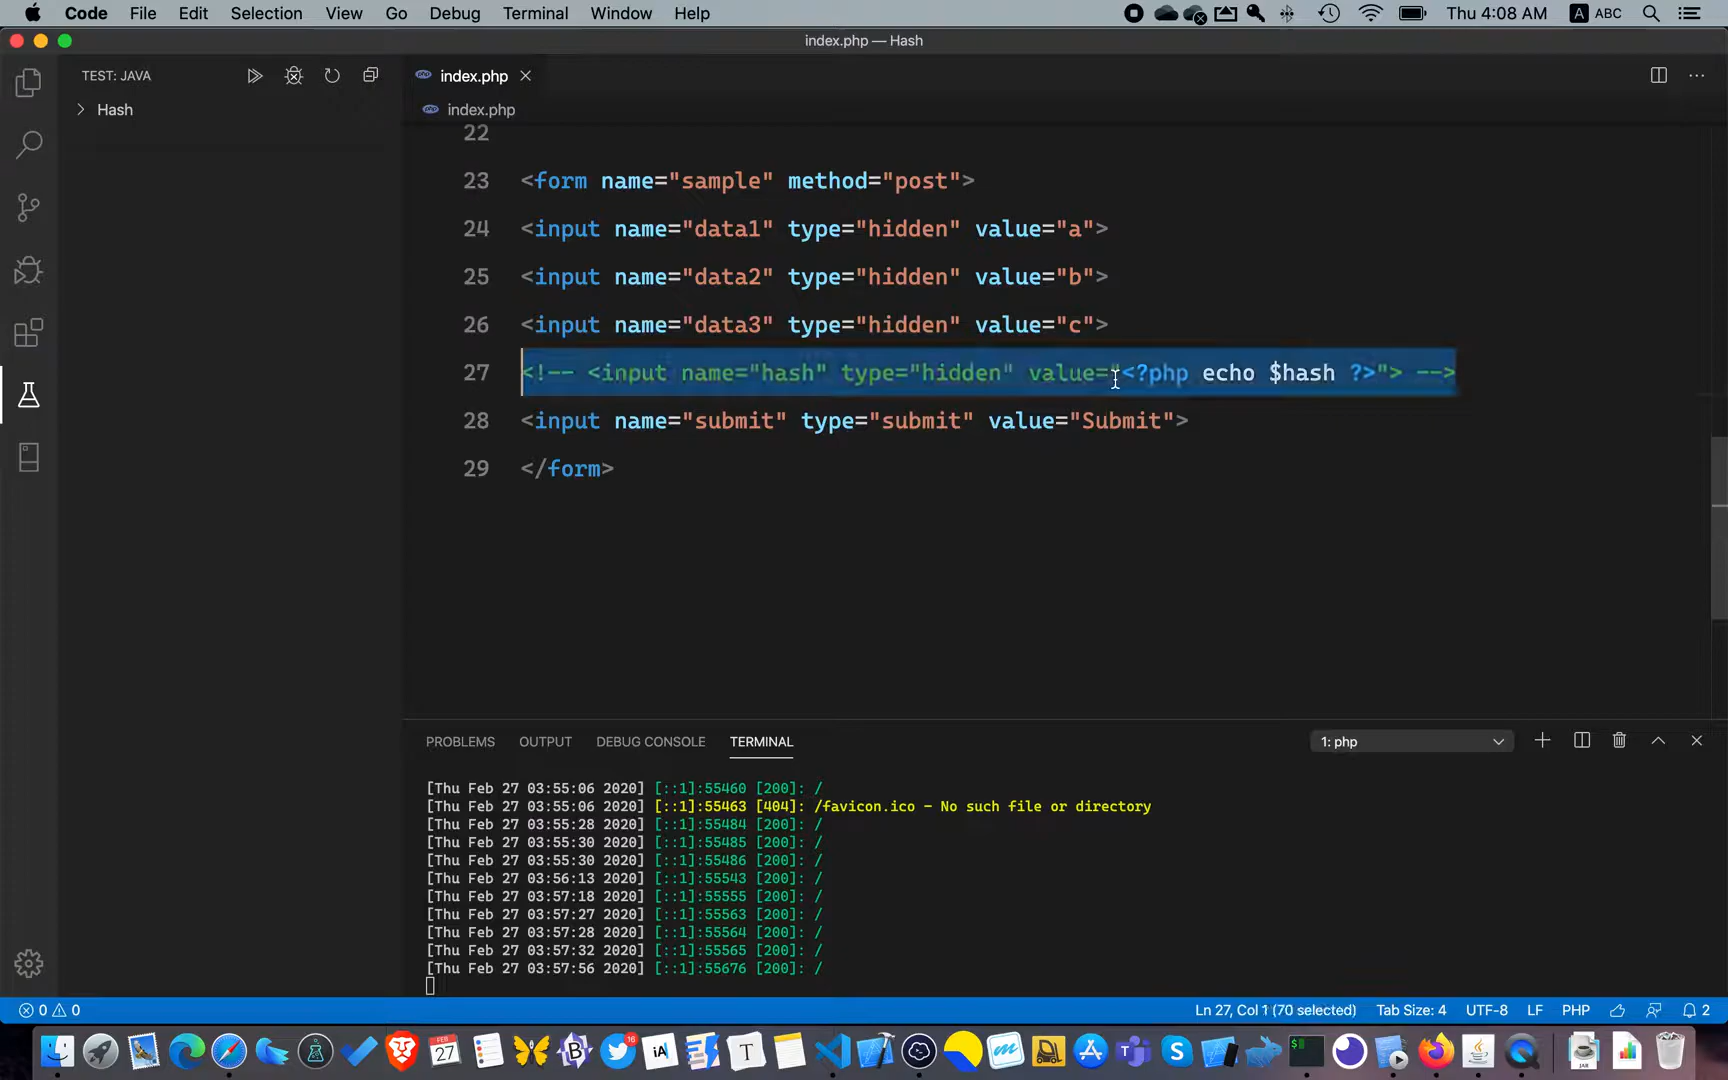 Code File Edit Selection View Go Debug Terminal Window Help Thu 4:08 AM A ABC
index.php — Hash
TEST: JAVA
index.php
Hash
index.php
22
23 <form name="sample" method="post">
24 <input name="data1" type="hidden" value="a">
25 <input name="data2" type="hidden" value="b">
26 <input name="data3" type="hidden" value="c">
27 <!-- <input name="hash" type="hidden" value="<?php echo $hash ?>"> -->
28 <input name="submit" type="submit" value="Submit">
29 </form>
PROBLEMS OUTPUT DEBUG CONSOLE TERMINAL 1: php
[Thu Feb 27 03:55:06 2020] [::1]:55460 [200]: /
[Thu Feb 27 03:55:06 2020] [::1]:55463 [404]: /favicon.ico - No such file or directory
[Thu Feb 27 03:55:28 2020] [::1]:55484 [200]: /
[Thu Feb 27 03:55:30 2020] [::1]:55485 [200]: /
[Thu Feb 27 03:55:30 2020] [::1]:55486 [200]: /
[Thu Feb 27 03:56:13 2020] [::1]:55543 [200]: /
[Thu Feb 27 03:57:18 2020] [::1]:55555 [200]: /
[Thu Feb 27 03:57:27 2020] [::1]:55563 [200]: /
[Thu Feb 27 03:57:28 2020] [::1]:55564 [200]: /
[Thu Feb 27 03:57:32 2020] [::1]:55565 [200]: /
[Thu Feb 27 03:57:56 2020] [::1]:55676 [200]: /
0 0 Ln 27, Col 1 (70 selected) Tab Size: 4 UTF-8 LF PHP 2
FEB
27 16 iA T